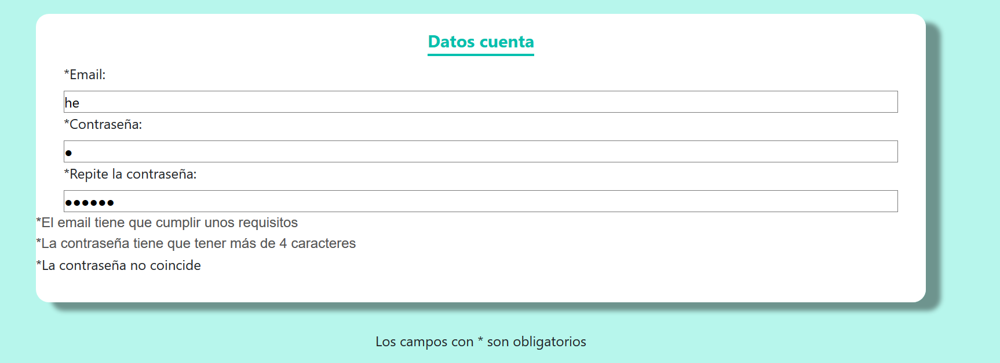 Datos cuenta
*Email:
he
*Contraseña:
●
*Repite la contraseña:
●●●●●●
*El email tiene que cumplir unos requisitos
*La contraseña tiene que tener más de 4 caracteres
*La contraseña no coincide
Los campos con * son obligatorios